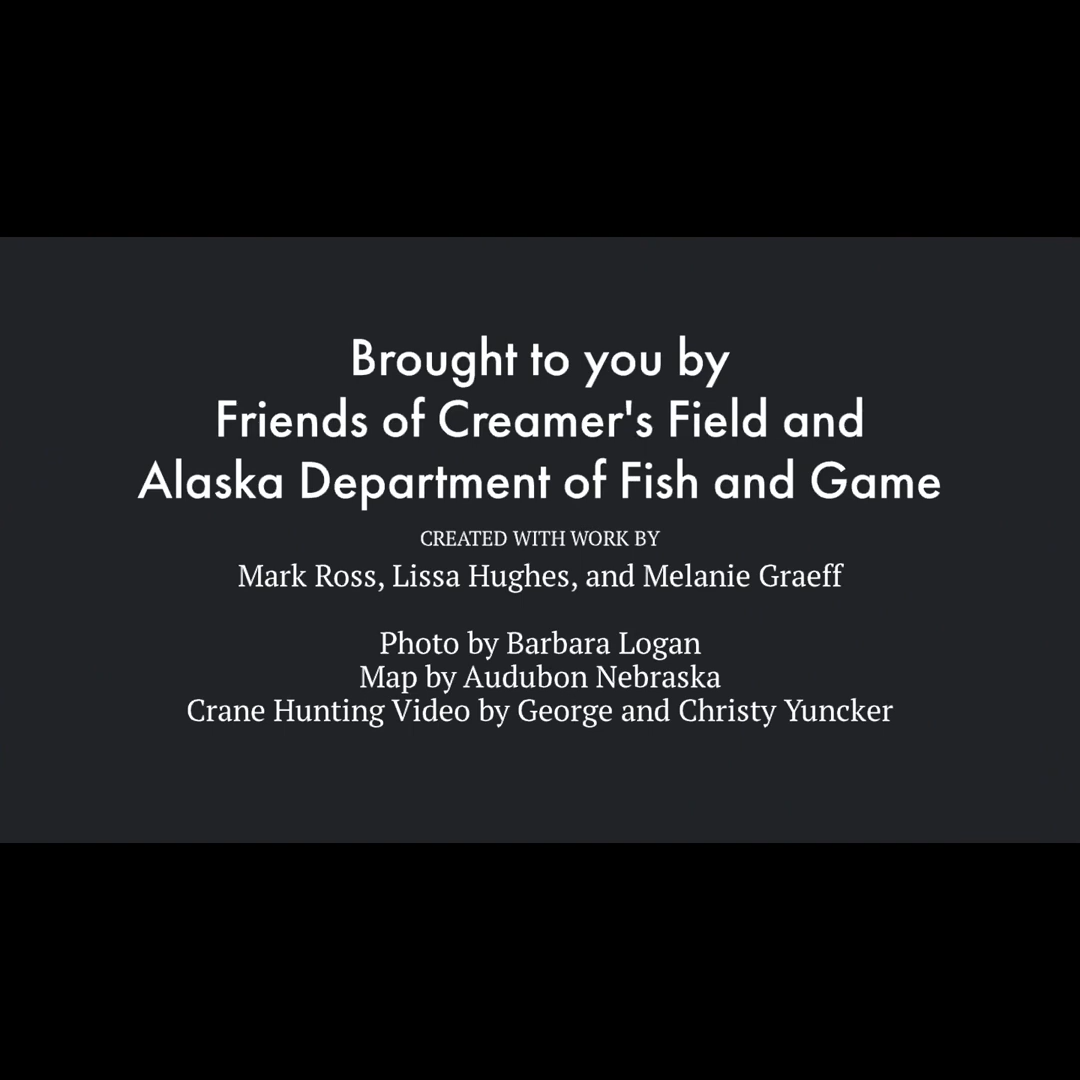 Brought to you by
Friends of Creamer's Field and
Alaska Department of Fish and Game
CREATED WITH WORK BY
Mark Ross, Lissa Hughes, and Melanie Graeff
Photo by Barbara Logan
Map by Audubon Nebraska
Crane Hunting Video by George and Christy Yuncker